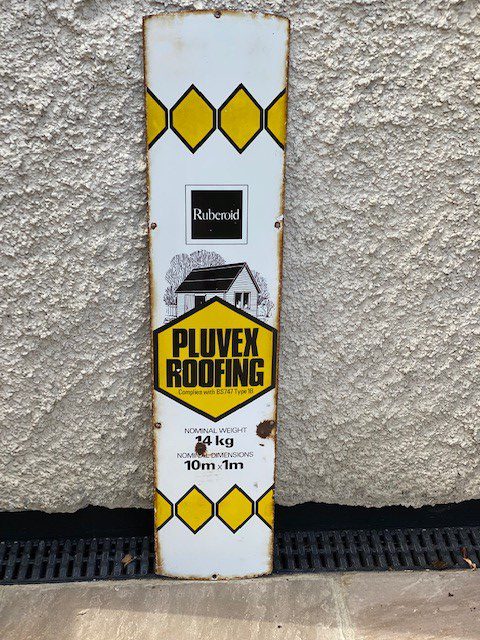 Ruberoid
PLUVEX
ROOFING
Complies with BS747 Type 1B
NOMINAL WEIGHT
14 kg
NOMINAL DIMENSIONS
10m x 1m